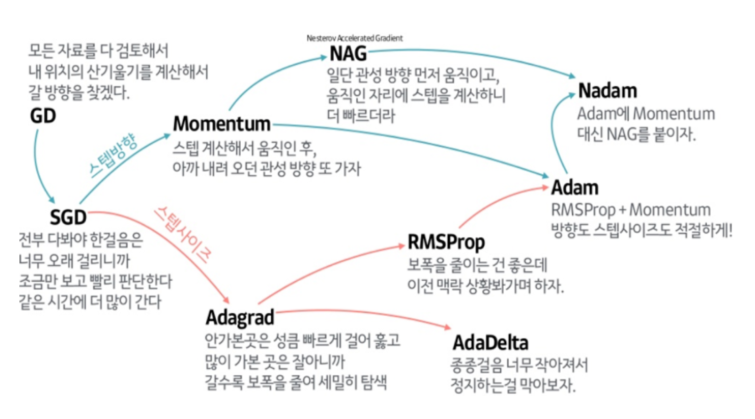 모든 자료를 다 검토해서
내 위치의 산기울기를 계산해서
갈 방향을 찾겠다.
GD
스텝방향
Nesterov Accelerated Gradient
NAG
일단 관성 방향 먼저 움직이고,
움직인 자리에 스텝을 계산하니
더 빠르더라
Momentum
스텝 계산해서 움직인 후,
아까 내려 오던 관성 방향 또 가자
Nadam
Adam에 Momentum
대신 NAG를 붙이자.
Adam
RMSProp + Momentum
방향도 스텝사이즈도 적절하게!
SGD
전부 다봐야 한걸음은
너무 오래 걸리니까
조금만 보고 빨리 판단한다
같은 시간에 더 많이 간다
스텝사이즈
RMSProp
보폭을 줄이는 건 좋은데
이전 맥락 상황봐가며 하자.
Adagrad
안가본곳은 성큼 빠르게 걸어 훓고
많이 가본 곳은 잘아니까
갈수록 보폭을 줄여 세밀히 탐색
AdaDelta
종종걸음 너무 작아져서
정지하는걸 막아보자.